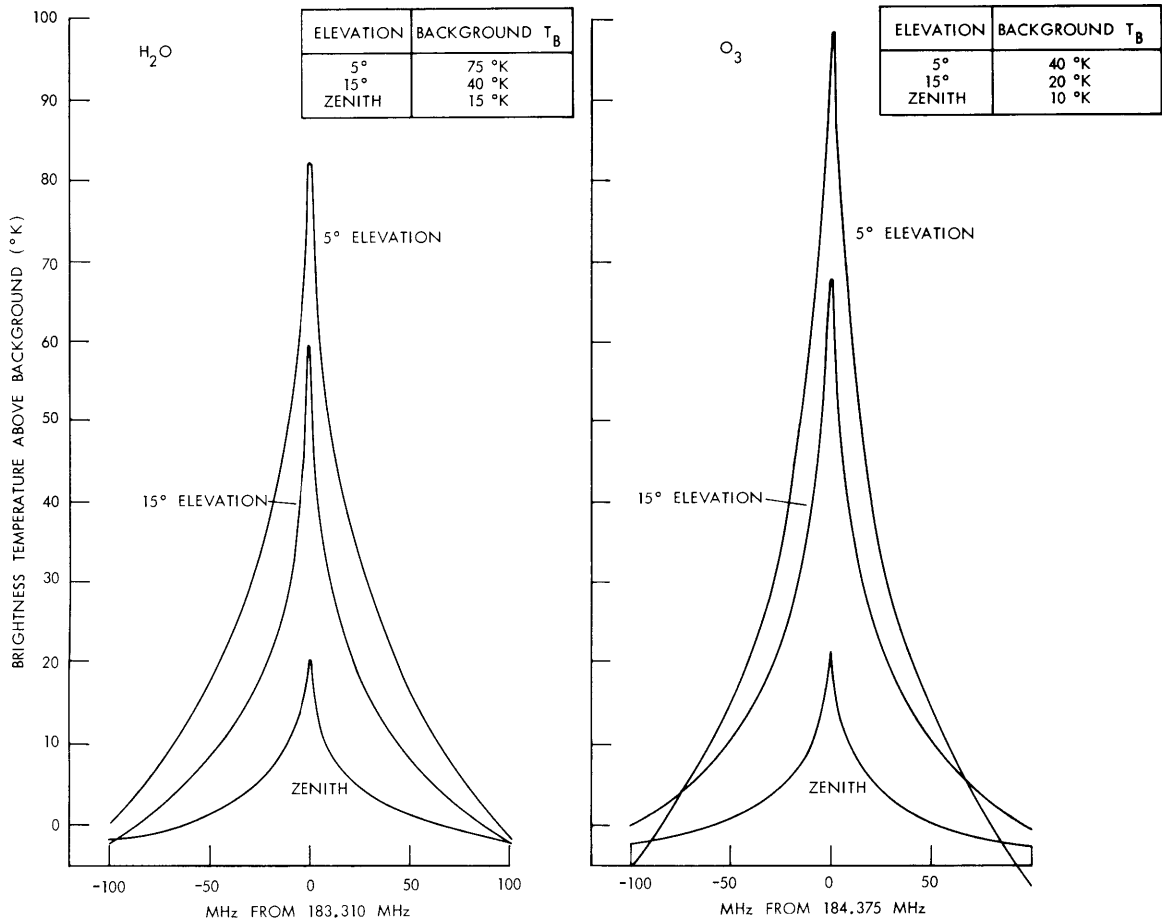 H2O
ELEVATION BACKGROUND TB
5° 75 °K
15° 40 °K
ZENITH 15 °K
O3
ELEVATION BACKGROUND TB
5° 40 °K
15° 20 °K
ZENITH 10 °K
BRIGHTNESS TEMPERATURE ABOVE BACKGROUND (°K)
100
90
80
70
60
50
40
30
20
10
0
5° ELEVATION
15° ELEVATION
ZENITH
-100 -50 0 50 100
MHz FROM 183.310 MHz
5° ELEVATION
15° ELEVATION
ZENITH
-100 -50 0 50 100
MHz FROM 184.375 MHz